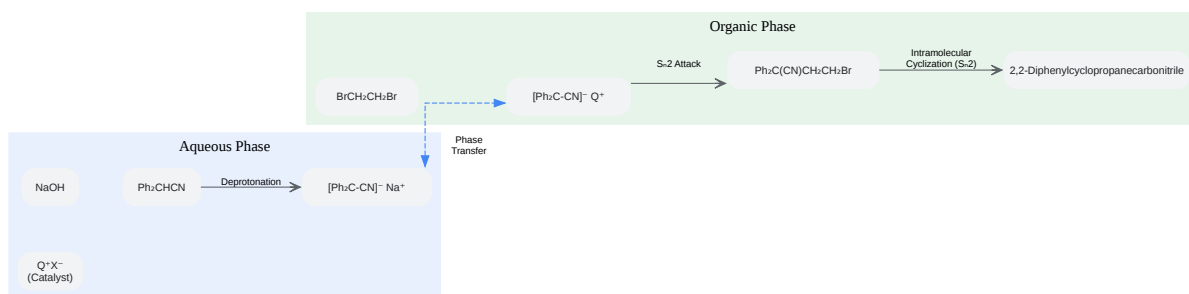 Organic Phase
BrCH₂CH₂Br
[Ph₂C-CN]⁻ Q⁺
Sₙ2 Attack
Ph₂C(CN)CH₂CH₂Br
Intramolecular
Cyclization (Sₙ2)
2,2-Diphenylcyclopropanecarbonitrile
Phase
Transfer
Aqueous Phase
NaOH
Ph₂CHCN
Deprotonation
[Ph₂C-CN]⁻ Na⁺
Q⁺X⁻
(Catalyst)